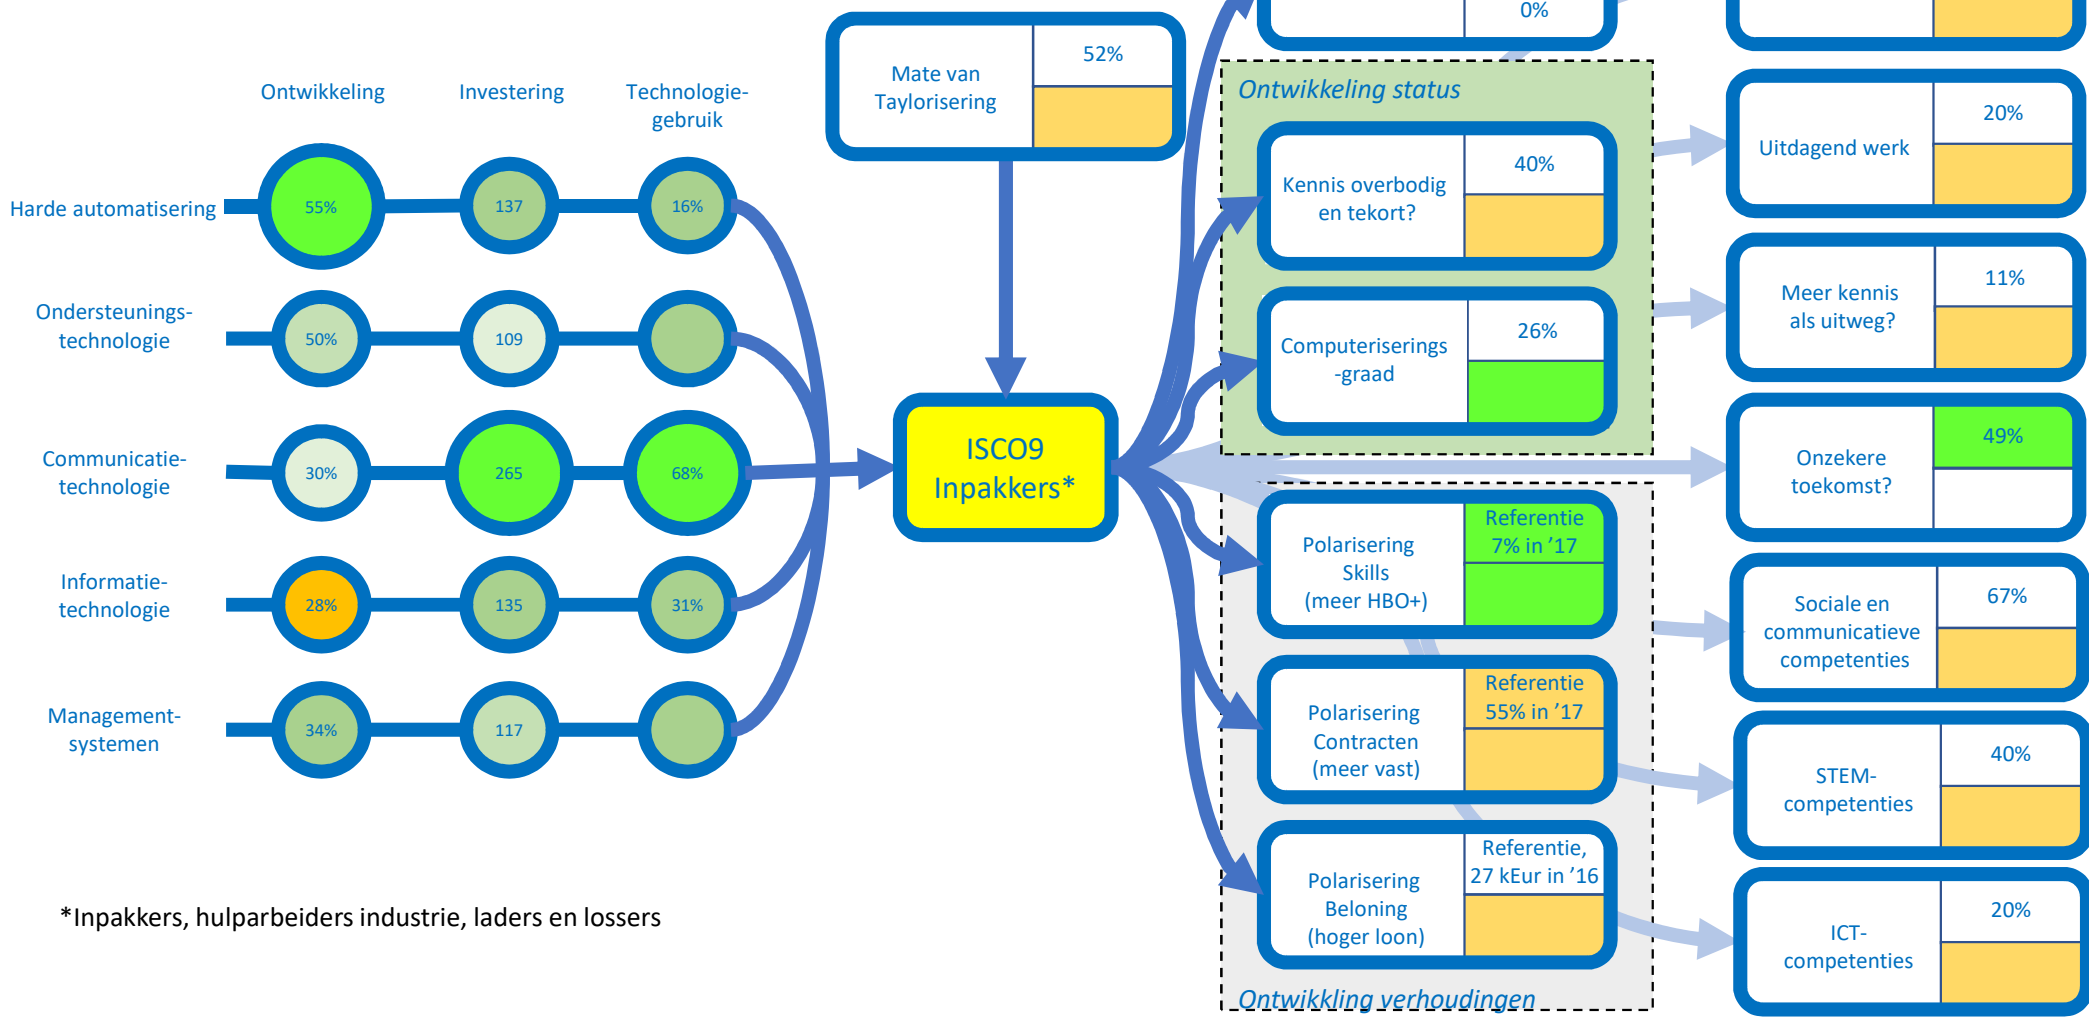 Ontwikkeling
Investering
Technologie-
gebruik
Harde automatisering
55%
137
16%
Ondersteunings-
technologie
50%
109
Communicatie-
technologie
30%
265
68%
Informatie-
technologie
28%
135
31%
Management-
systemen
34%
117
*Inpakkers, hulparbeiders industrie, laders en lossers
Mate van
Taylorisering
52%
ISCO9
Inpakkers*
0%
Ontwikkeling status
Kennis overbodig
en tekort?
40%
Computeriserings
-graad
26%
Polarisering
Skills
(meer HBO+)
Referentie
7% in ’17
Polarisering
Contracten
(meer vast)
Referentie
55% in ’17
Polarisering
Beloning
(hoger loon)
Referentie,
27 kEur in ’16
Ontwikkling verhoudingen
Uitdagend werk
20%
Meer kennis
als uitweg?
11%
Onzekere
toekomst?
49%
Sociale en
communicatieve
competenties
67%
STEM-
competenties
40%
ICT-
competenties
20%